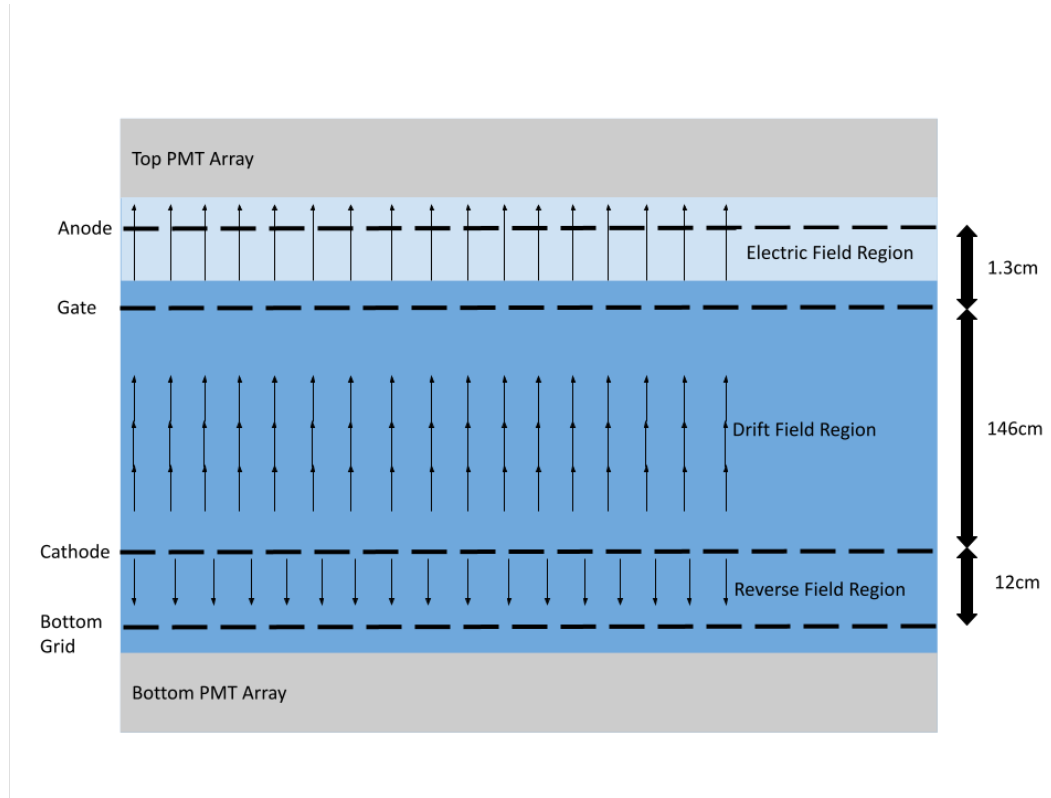 Top PMT Array
Anode
Electric Field Region
1.3cm
Gate
Drift Field Region
146cm
Cathode
Reverse Field Region
12cm
Bottom
Grid
Bottom PMT Array